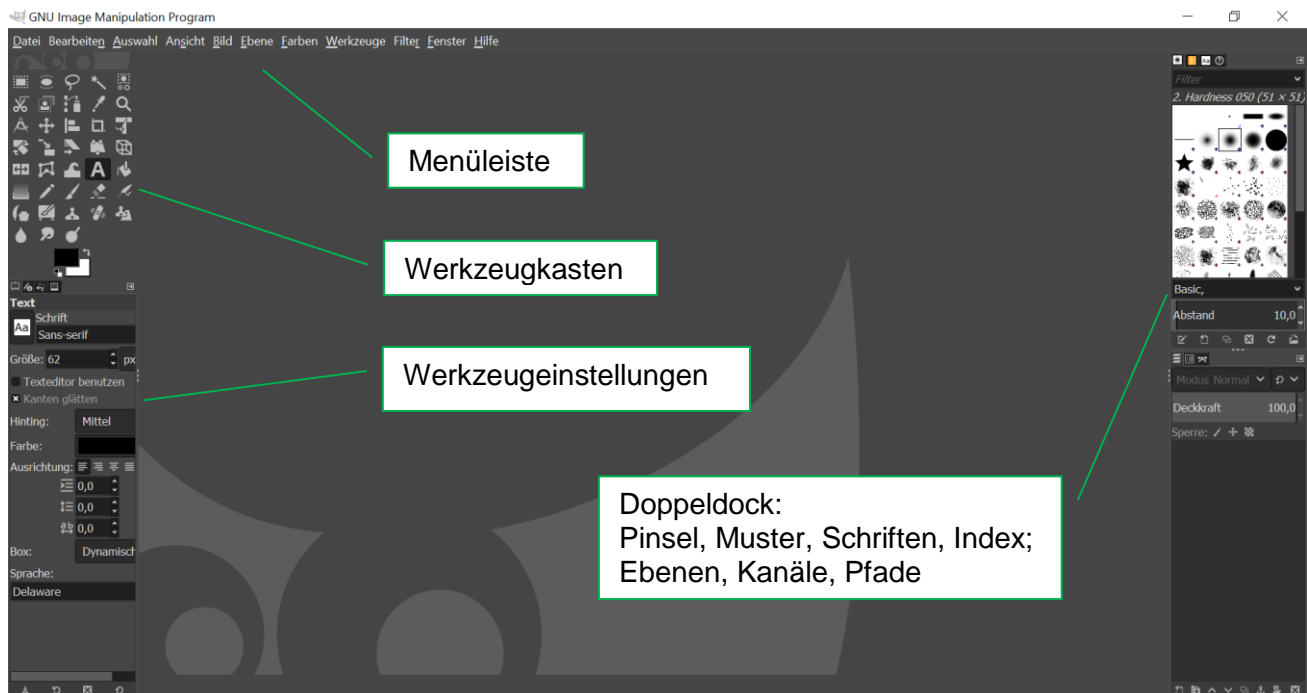 GNU Image Manipulation Program
Datei Bearbeiten Auswahl Ansicht Bild Ebene Farben Werkzeuge Filter Fenster Hilfe
Filter
2. Hardness 050 (51 × 51)
Menüleiste
Werkzeugkasten
Basic,
Text
Schrift
Aa Sans-serif
Abstand 10,0
Größe: 62 px
Werkzeugeinstellungen
Texteditor benutzen
Modus Normal
Kanten glätten
Deckkraft 100,0
Hinting: Mittel
Sperre:
Farbe:
Ausrichtung:
0,0
0,0
0,0
Doppeldock:
Pinsel, Muster, Schriften, Index;
Ebenen, Kanäle, Pfade
Box: Dynamisch
Sprache:
Delaware